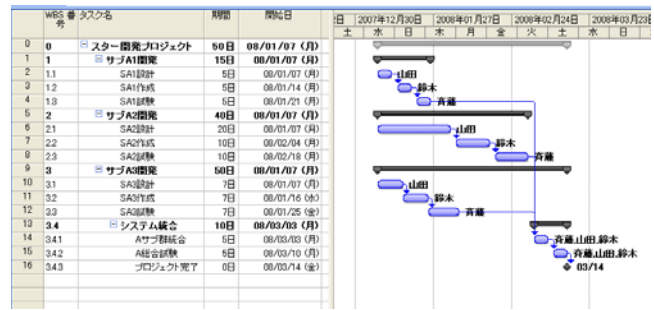 WBS 番号 タスク名 期間 開始日 2日 2007年12月30日 2008年01月27日 2008年02月24日 2008年03月23日
土 水 日 木 月 金 火 土 水 日 木
0 0 スター開発プロジェクト 50日 08/01/07 (月)
1 1 サブA1開発 15日 08/01/07 (月)
2 1.1 SA1設計 5日 08/01/07 (月) 山田
3 1.2 SA1作成 5日 08/01/14 (月) 鈴木
4 1.3 SA1試験 5日 08/01/21 (月) 斉藤
5 2 サブA2開発 40日 08/01/07 (月)
6 2.1 SA2設計 20日 08/01/07 (月) 山田
7 2.2 SA2作成 10日 08/02/04 (月) 鈴木
8 2.3 SA2試験 10日 08/02/18 (月) 斉藤
9 3 サブA3開発 50日 08/01/07 (月)
10 3.1 SA3設計 7日 08/01/07 (月) 山田
11 3.2 SA3作成 7日 08/01/16 (水) 鈴木
12 3.3 SA3試験 7日 08/01/25 (金) 斉藤
13 3.4 システム統合 10日 08/03/03 (月)
14 3.4.1 Aサブ群統合 5日 08/03/03 (月) 斉藤,山田,鈴木
15 3.4.2 A総合試験 5日 08/03/10 (月) 斉藤,山田,鈴木
16 3.4.3 プロジェクト完了 0日 08/03/14 (金) 03/14